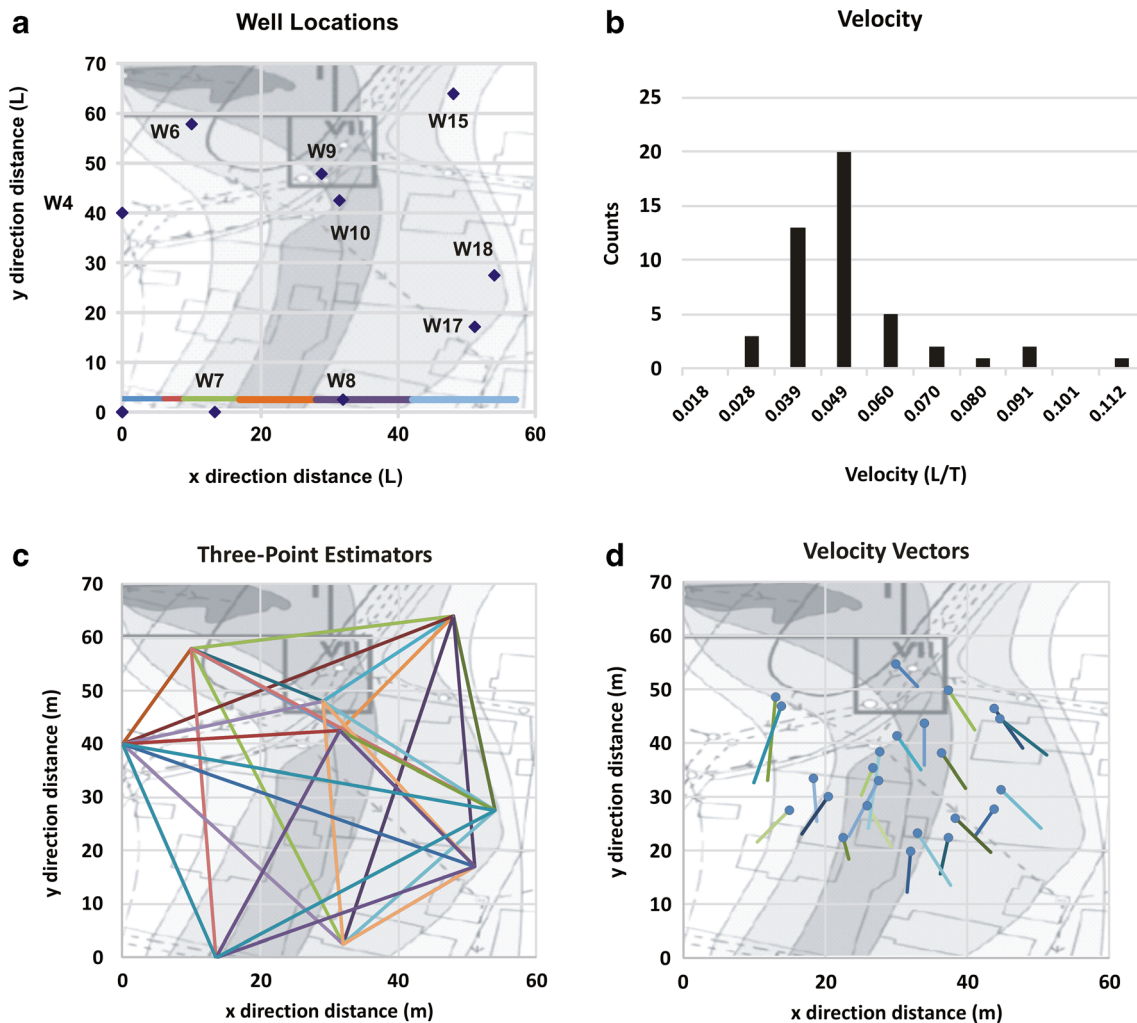 a
Well Locations
y direction distance (L)
70
60
50
40
30
20
10
0
W6
W15
VII
W9
W4
W10
W18
W17
W7
W8
0
20
40
60
x direction distance (L)
b
Velocity
Counts
25
20
15
10
5
0
0.018
0.028
0.039
0.049
0.060
0.070
0.080
0.091
0.101
0.112
Velocity (L/T)
c
Three-Point Estimators
y direction distance (m)
70
60
50
40
30
20
10
0
VII
0
20
40
60
x direction distance (m)
d
Velocity Vectors
y direction distance (m)
70
60
50
40
30
20
10
0
VII
0
20
40
60
x direction distance (m)